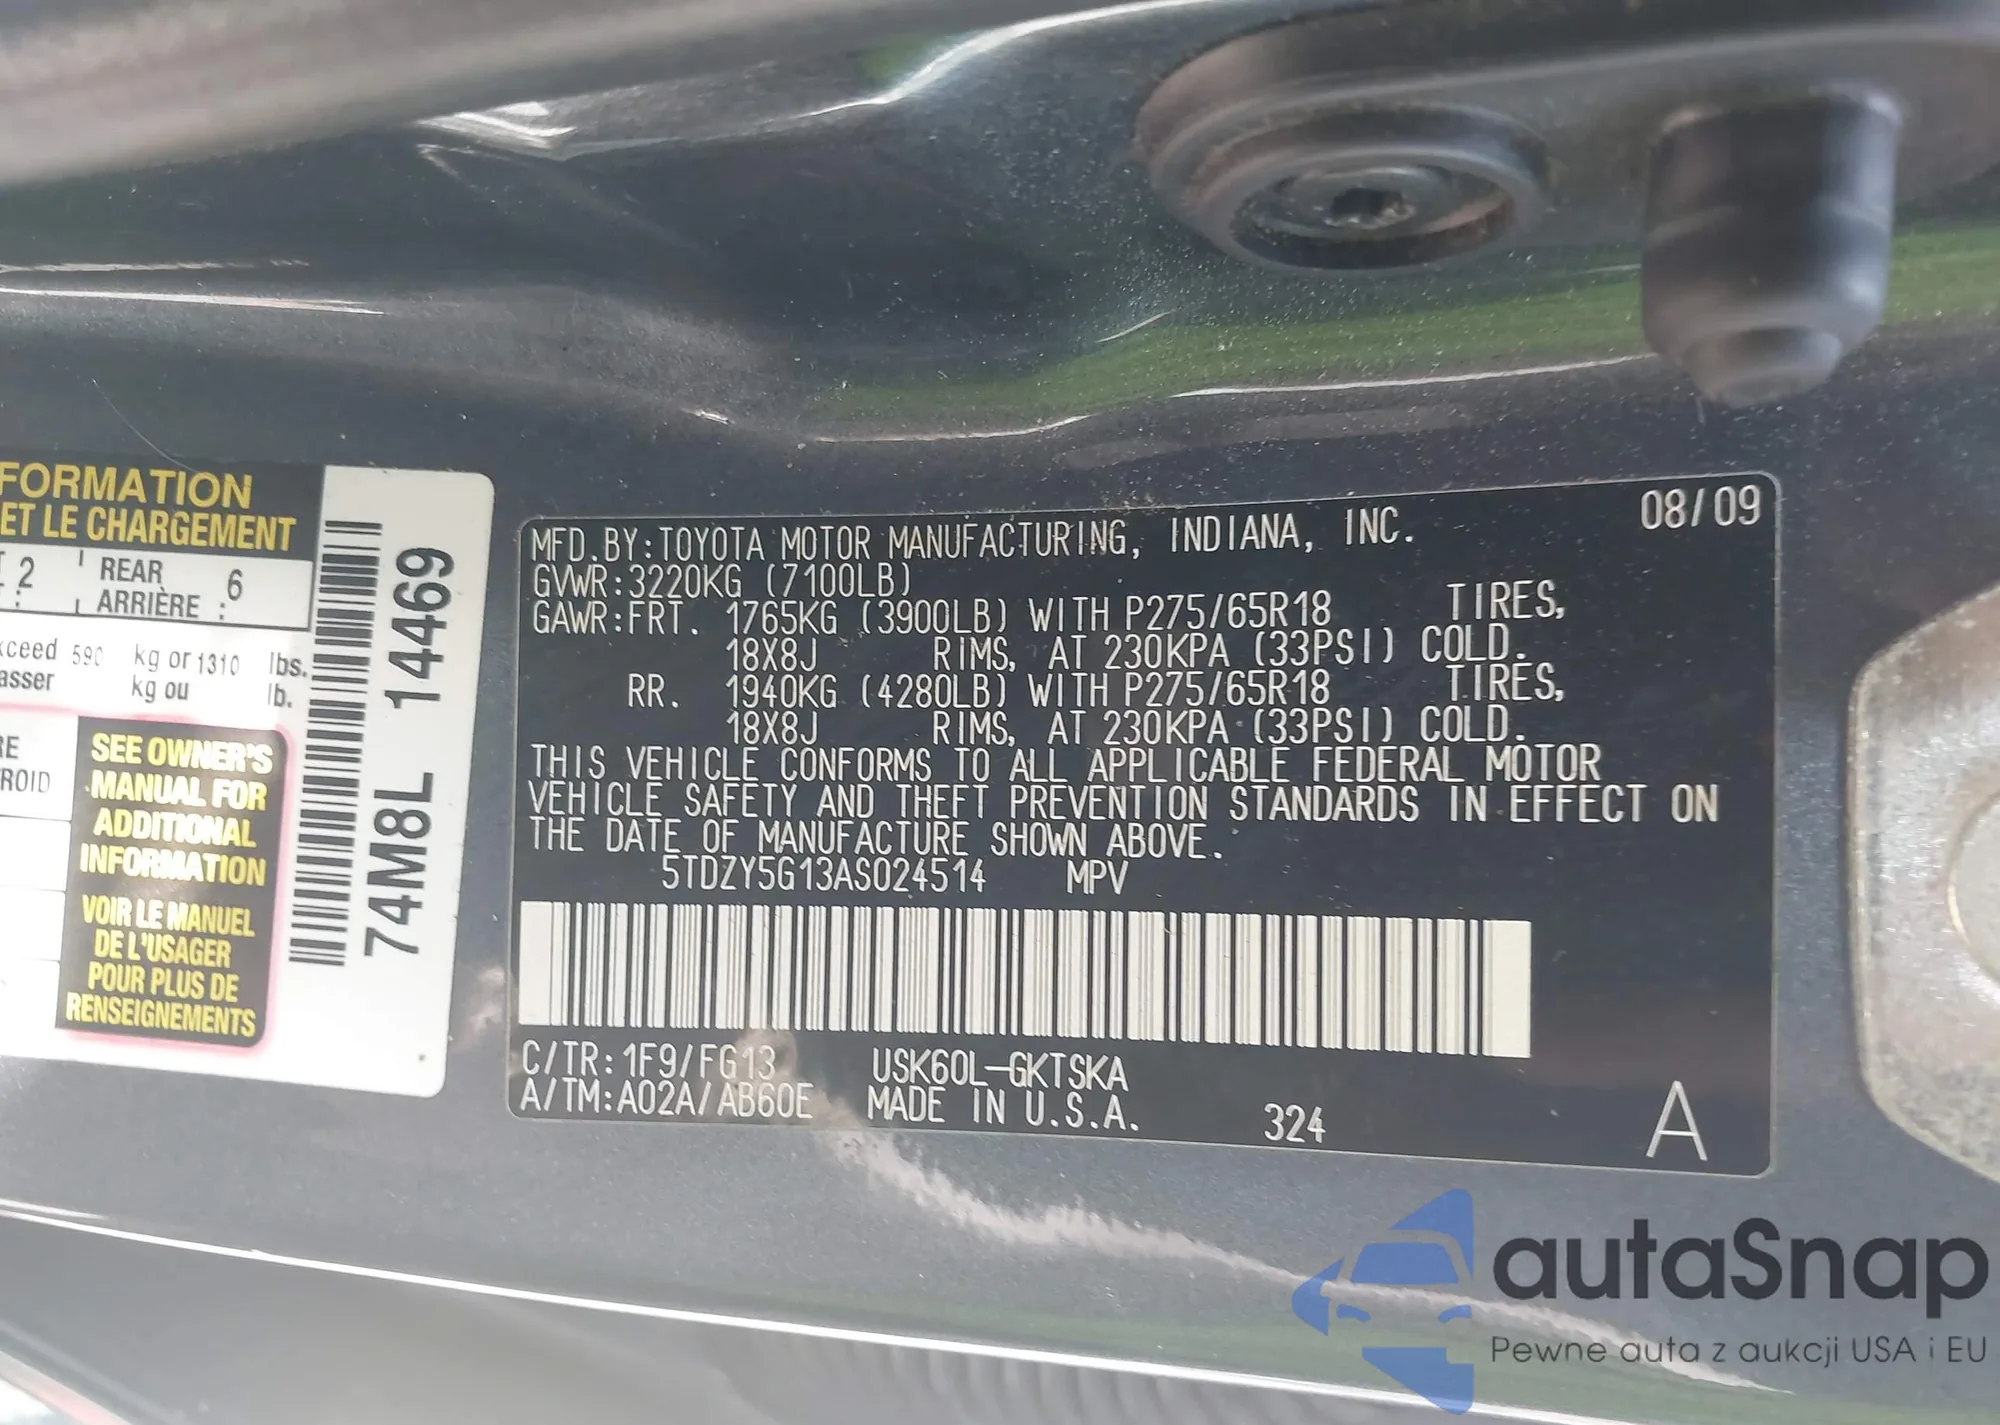 FORMATION
ET LE CHARGEMENT
2
REAR
ARRIÈRE :
6
xceed 590 kg or 1310 lbs.
asser kg ou lb.
RE
ROID
SEE OWNER'S
MANUAL FOR
ADDITIONAL
INFORMATION
VOIR LE MANUEL
DE L'USAGER
POUR PLUS DE
RENSEIGNEMENTS
74M8L 14469
08/09
MFD.BY:TOYOTA MOTOR MANUFACTURING, INDIANA, INC.
GVWR:3220KG (7100LB)
GAWR:FRT. 1765KG (3900LB) WITH P275/65R18 TIRES,
18X8J RIMS, AT 230KPA (33PSI) COLD.
RR. 1940KG (4280LB) WITH P275/65R18 TIRES,
18X8J RIMS, AT 230KPA (33PSI) COLD.
THIS VEHICLE CONFORMS TO ALL APPLICABLE FEDERAL MOTOR
VEHICLE SAFETY AND THEFT PREVENTION STANDARDS IN EFFECT ON
THE DATE OF MANUFACTURE SHOWN ABOVE.
5TDZY5G13AS024514 MPV
C/TR:1F9/FG13 USK60L-GKTSKA
A/TM:A02A/AB60E MADE IN U.S.A. 324
A
autaSnap
Pewne auta z aukcji USA i EU